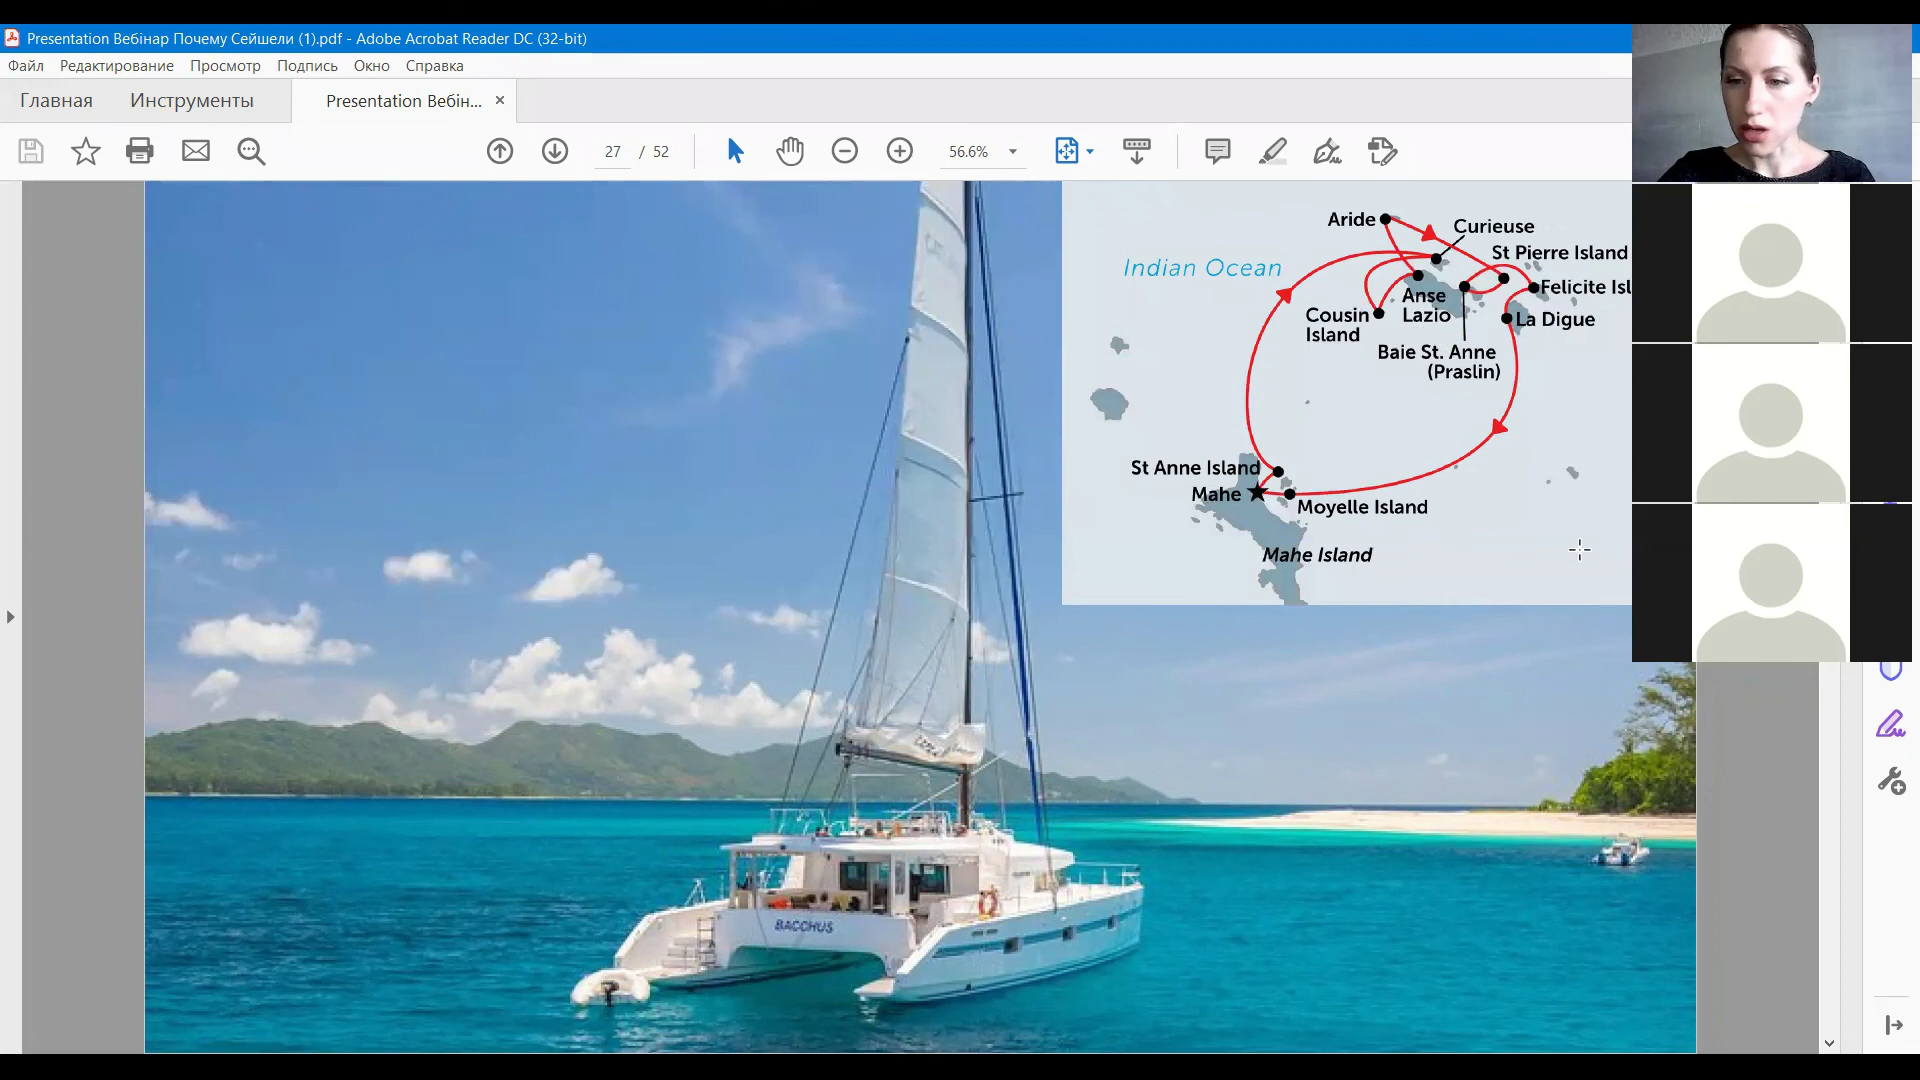 Presentation Вебінар Почему Сейшели (1).pdf - Adobe Acrobat Reader DC (32-bit)
Файл Редактирование Просмотр Подпись Окно Справка
Главная Инструменты Presentation Вебін... ×
27 / 52 56.6%
Aride
Curieuse
Indian Ocean
St Pierre Island
Felicite Isl
Anse
Lazio
Cousin
Island
La Digue
Baie St. Anne
(Praslin)
St Anne Island
Mahe
Moyelle Island
Mahe Island
BACCHUS